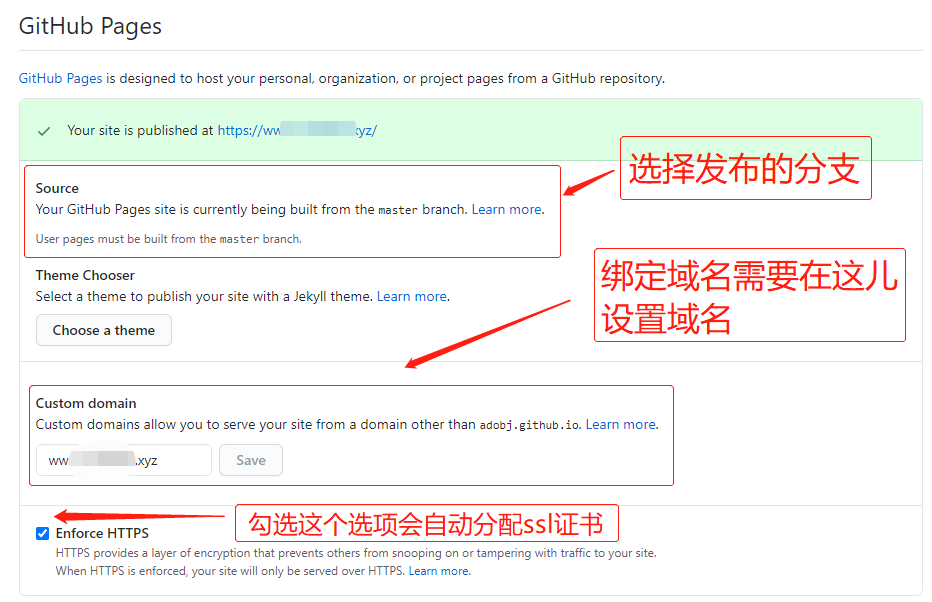 GitHub Pages
GitHub Pages is designed to host your personal, organization, or project pages from a GitHub repository.
Your site is published at https://ww xyz/
选择发布的分支
Source
Your GitHub Pages site is currently being built from the master branch. Learn more.
User pages must be built from the master branch.
绑定域名需要在这儿
设置域名
Theme Chooser
Select a theme to publish your site with a Jekyll theme. Learn more.
Choose a theme
Custom domain
Custom domains allow you to serve your site from a domain other than adobj.github.io. Learn more.
ww .xyz
Save
勾选这个选项会自动分配ssl证书
Enforce HTTPS
HTTPS provides a layer of encryption that prevents others from snooping on or tampering with traffic to your site.
When HTTPS is enforced, your site will only be served over HTTPS. Learn more.